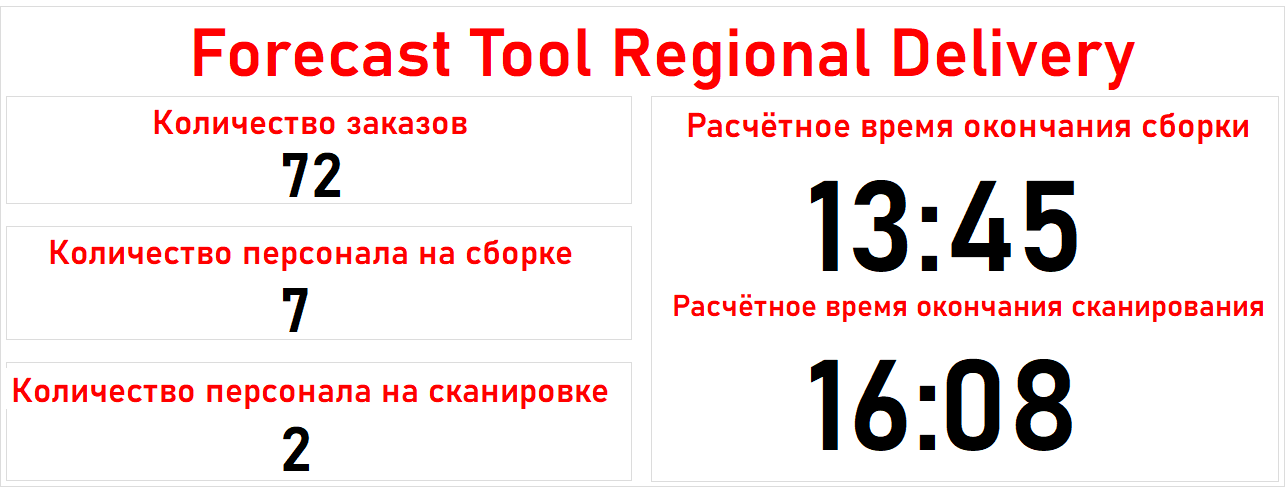 Forecast Tool Regional Delivery
Количество заказов
72
Количество персонала на сборке
7
Количество персонала на сканировке
2
Расчётное время окончания сборки
13:45
Расчётное время окончания сканирования
16:08